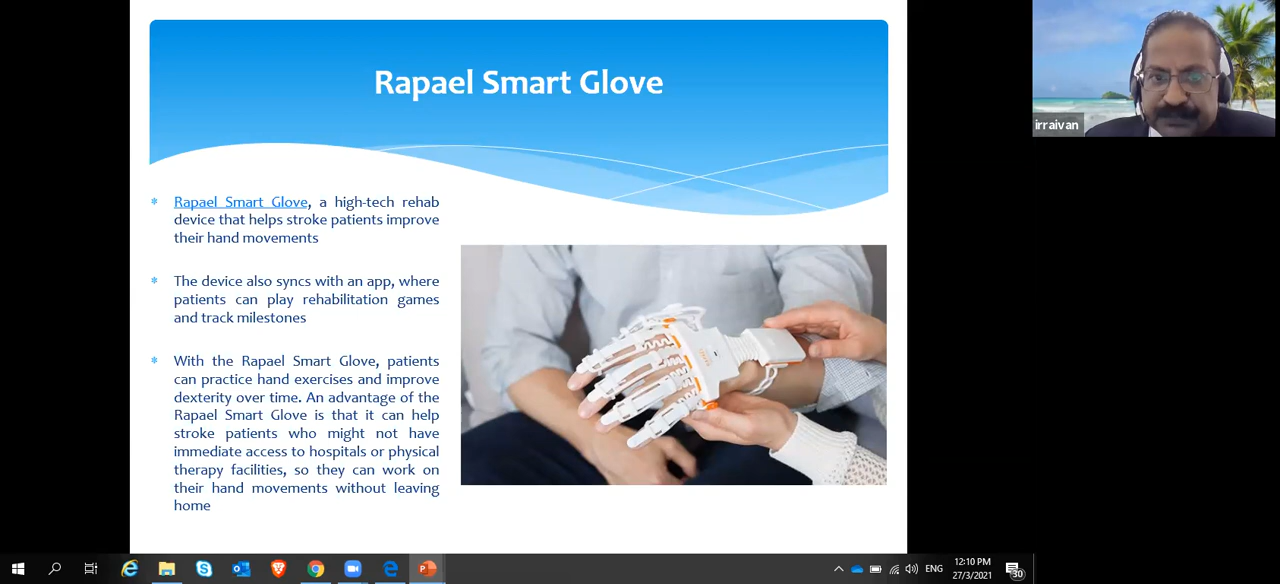 Rapael Smart Glove
irraivan
Rapael Smart Glove, a high-tech rehab
device that helps stroke patients improve
their hand movements
The device also syncs with an app, where
patients can play rehabilitation games
and track milestones
With the Rapael Smart Glove, patients
can practice hand exercises and improve
dexterity over time. An advantage of the
Rapael Smart Glove is that it can help
stroke patients who might not have
immediate access to hospitals or physical
therapy facilities, so they can work on
their hand movements without leaving
home
ENG
12:10 PM
27/3/2021
30